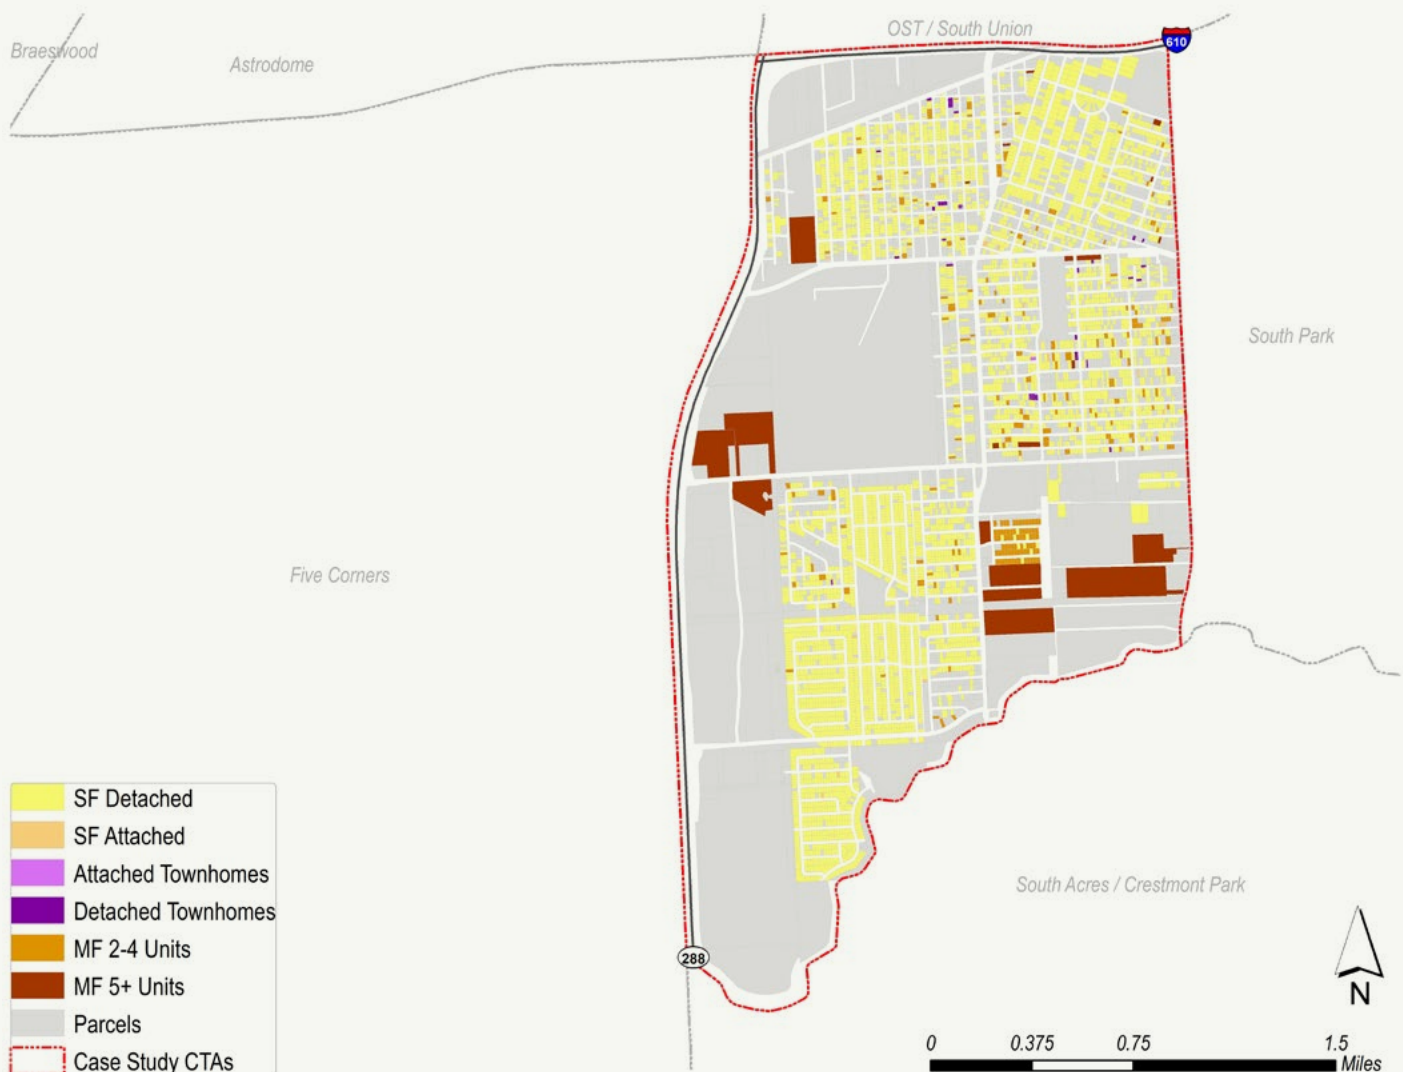 OST / South Union
610
Braeswood
Astrodome
South Park
Five Corners
South Acres / Crestmont Park
288
SF Detached
SF Attached
Attached Townhomes
Detached Townhomes
MF 2-4 Units
MF 5+ Units
Parcels
Case Study CTAs
N
0 0.375 0.75 1.5
Miles